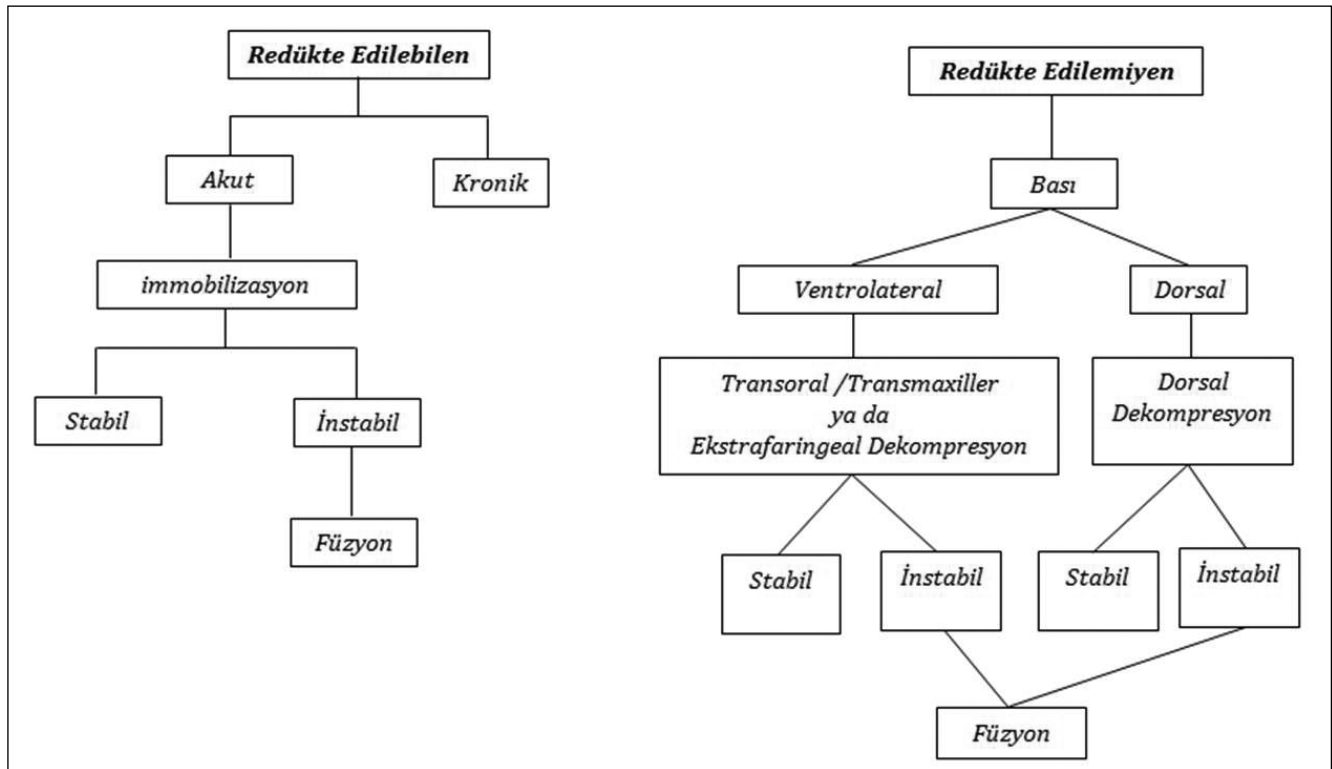 Redükte Edilebilen
Akut
Kronik
immobilizasyon
Stabil
İnstabil
Füzyon
Redükte Edilemiyen
Bası
Ventrolateral
Dorsal
Transoral /Transmaxiller
ya da
Ekstrafaringeal Dekompresyon
Dorsal
Dekompresyon
Stabil
İnstabil
Stabil
İnstabil
Füzyon